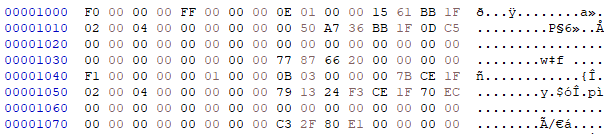 00001000 F0 00 00 00 FF 00 00 00 0E 01 00 00 15 61 BB 1F ð...ÿ........a».
00001010 02 00 04 00 00 00 00 00 50 A7 36 BB 1F 0D C5 ........P§6»..Å
00001020 00 00 00 00 00 00 00 00 00 00 00 00 00 00 00 00 ................
00001030 00 00 00 00 00 00 00 00 77 87 66 20 00 00 00 00 ........w‡f ....
00001040 F1 00 00 00 01 00 00 00 0B 03 00 00 00 7B CE 1F ñ............{Î.
00001050 02 00 04 00 00 00 00 00 79 13 24 F3 CE 1F 70 EC ........y.$óÎ.pì
00001060 00 00 00 00 00 00 00 00 00 00 00 00 00 00 00 00 ................
00001070 00 00 00 00 00 00 00 00 C3 2F 80 E1 00 00 00 00 ........Ã/€á....